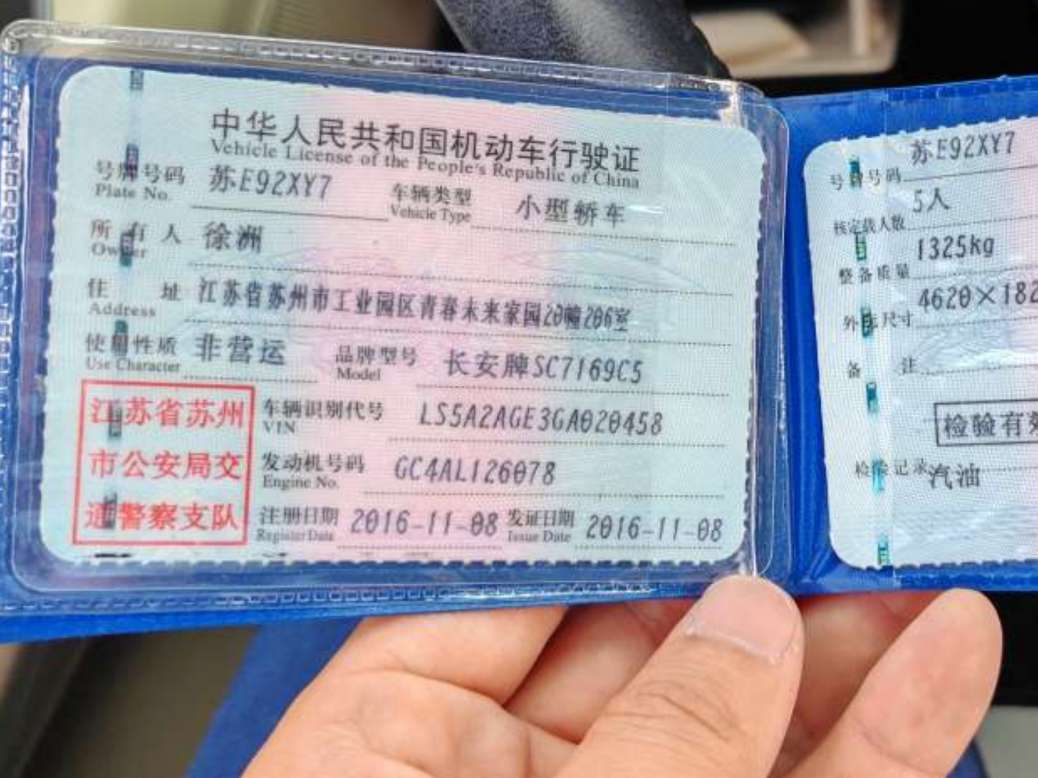 中华人民共和国机动车行驶证
Vehicle License of the People's Republic of China
号牌号码 苏E92XY7 车辆类型 小型轿车
Plate No. Vehicle Type
所有人 徐洲
Owner
住址 江苏省苏州市工业园区青春未来家园20幢206室
Address
使用性质 非营运 品牌型号 长安牌SC7169C5
Use Character Model
江苏省苏州
市公安局交
通警察支队
车辆识别代号 LS5A2AGE3GA020458
VIN
发动机号码 GC4AL126078
Engine No.
注册日期 2016-11-08 发证日期 2016-11-08
Register Date Issue Date
号牌号码 苏E92XY7
核定载人数 5人
整备质量 1325kg
外廓尺寸 4620×182
备注
检验有效
检验记录 汽油